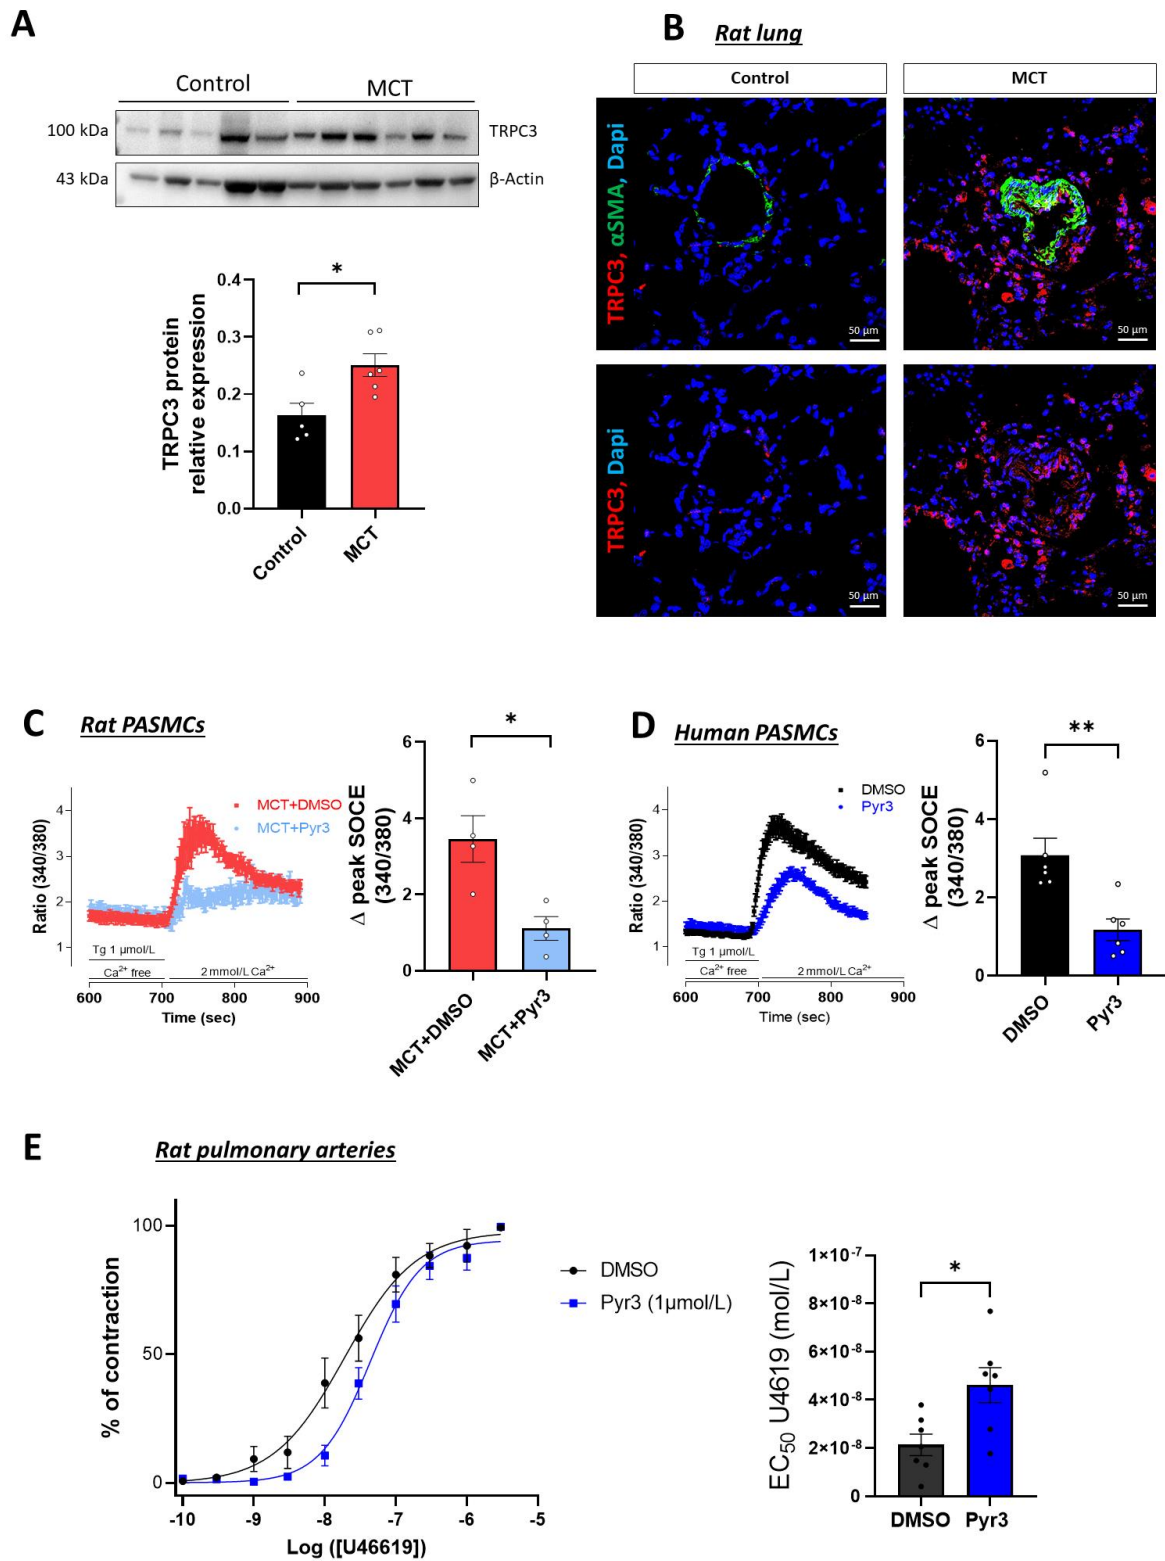 A
Control
MCT
100 kDa
TRPC3
43 kDa
β-Actin
*
0.4
0.3
0.2
0.1
0.0
TRPC3 protein
relative expression
Control
MCT
B
Rat lung
Control
MCT
TRPC3, αSMA, Dapi
50 µm
50 µm
TRPC3, Dapi
50 µm
50 µm
C
Rat PASMCs
MCT+DMSO
MCT+Pyr3
Ratio (340/380)
4
3
2
1
Tg 1 µmol/L
Ca²⁺ free
2 mmol/L Ca²⁺
600
700
800
900
Time (sec)
*
Δ peak SOCE
(340/380)
6
4
2
0
MCT+DMSO
MCT+Pyr3
D
Human PASMCs
DMSO
Pyr3
Ratio (340/380)
4
3
2
1
Tg 1 µmol/L
Ca²⁺ free
2 mmol/L Ca²⁺
600
700
800
900
Time (sec)
**
Δ peak SOCE
(340/380)
6
4
2
0
DMSO
Pyr3
E
Rat pulmonary arteries
% of contraction
100
50
0
-10
-9
-8
-7
-6
-5
Log ([U46619])
DMSO
Pyr3 (1µmol/L)
EC₅₀ U4619 (mol/L)
1×10⁻⁷
8×10⁻⁸
6×10⁻⁸
4×10⁻⁸
2×10⁻⁸
0
*
DMSO
Pyr3